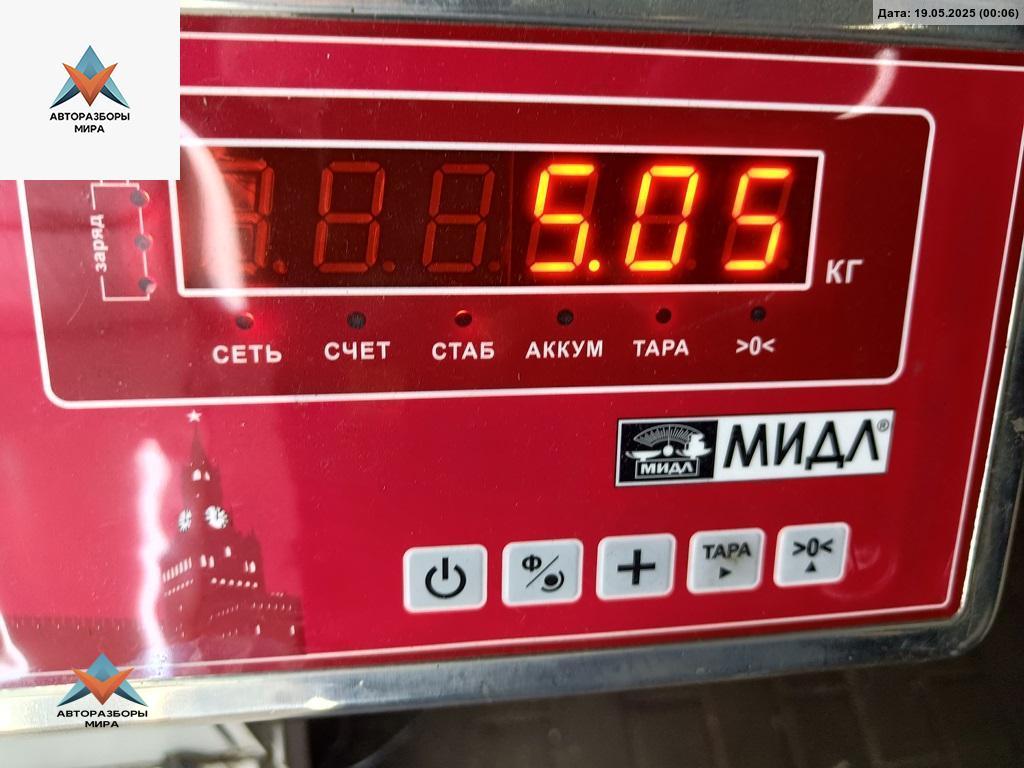 Дата: 19.05.2025 (00:06)
АВТОРАЗБОРЫ
МИРА
заряд
5.05
КГ
СЕТЬ СЧЕТ СТАБ АККУМ ТАРА >0<
МИДЛ МИДЛ®
Ф/ + ТАРА >0<
АВТОРАЗБОРЫ
МИРА